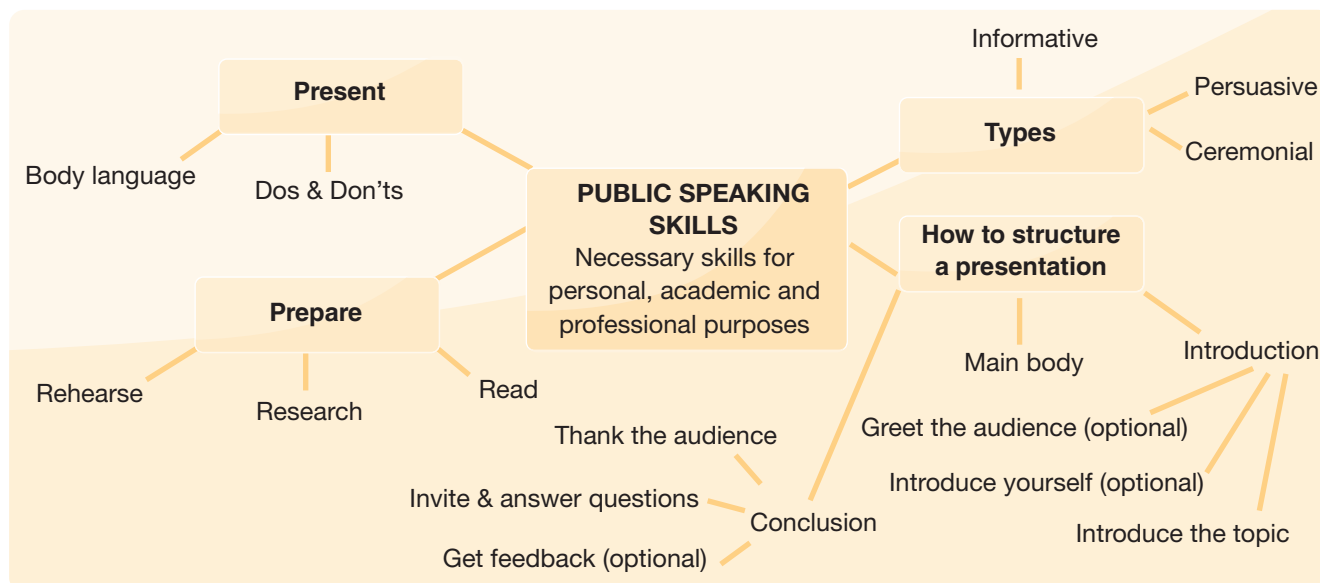 PUBLIC SPEAKING
SKILLS
Necessary skills for
personal, academic and
professional purposes
Present
Body language
Dos & Don’ts
Prepare
Rehearse
Research
Read
Types
Informative
Persuasive
Ceremonial
How to structure
a presentation
Introduction
Greet the audience (optional)
Introduce yourself (optional)
Introduce the topic
Main body
Conclusion
Thank the audience
Invite & answer questions
Get feedback (optional)